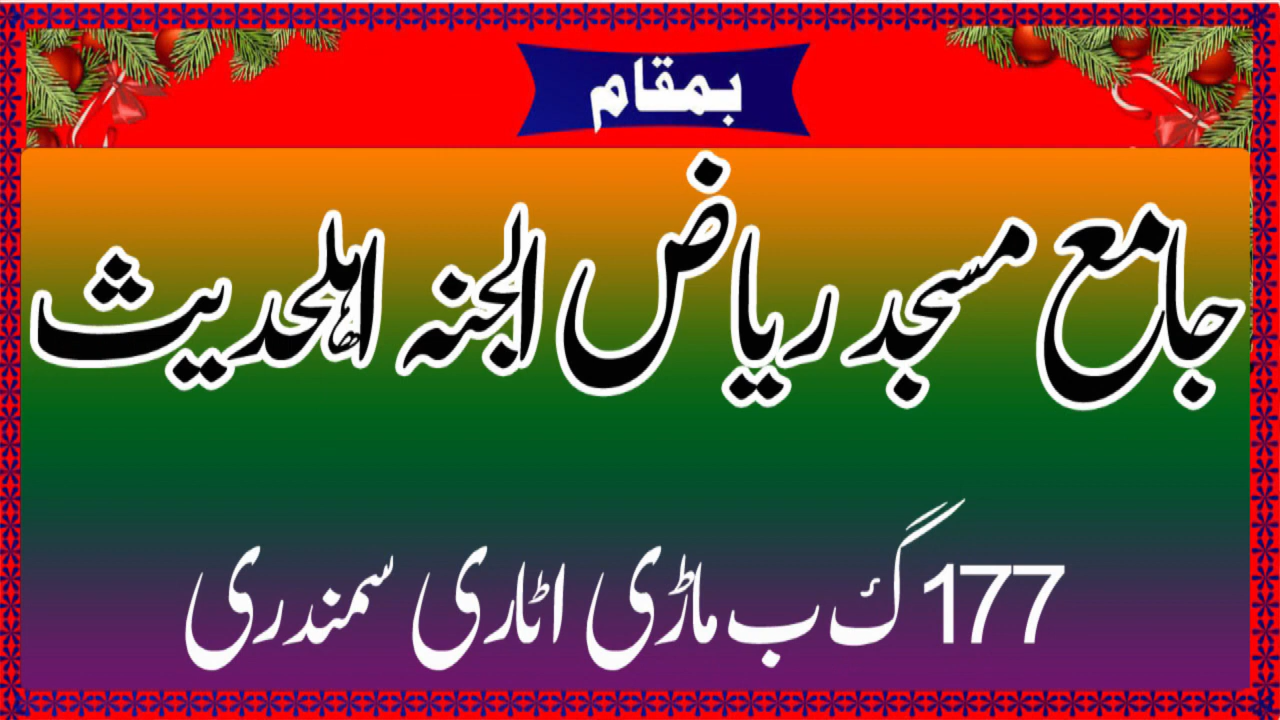 بمقام
جامع مسجد ریاض الجنہ اہلحدیث
177 گ ب ماڑی اٹاری سمندری